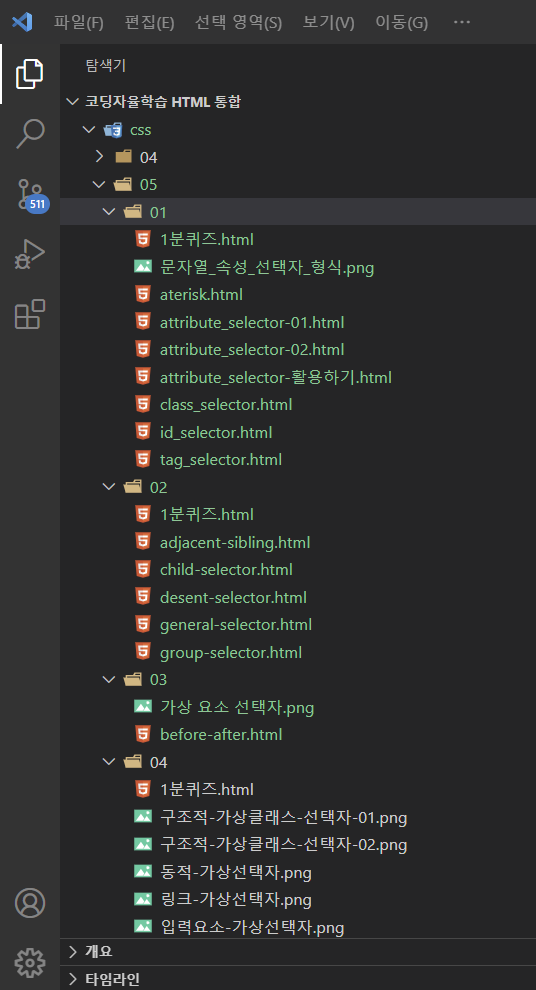 파일(F) 편집(E) 선택 영역(S) 보기(V) 이동(G) ···
탐색기
코딩자율학습 HTML 통합
css
04
05
511
01
1분퀴즈.html
문자열_속성_선택자_형식.png
aterisk.html
attribute_selector-01.html
attribute_selector-02.html
attribute_selector-활용하기.html
class_selector.html
id_selector.html
tag_selector.html
02
1분퀴즈.html
adjacent-sibling.html
child-selector.html
desent-selector.html
general-selector.html
group-selector.html
03
가상 요소 선택자.png
before-after.html
04
1분퀴즈.html
구조적-가상클래스-선택자-01.png
구조적-가상클래스-선택자-02.png
동적-가상선택자.png
링크-가상선택자.png
입력요소-가상선택자.png
개요
타임라인